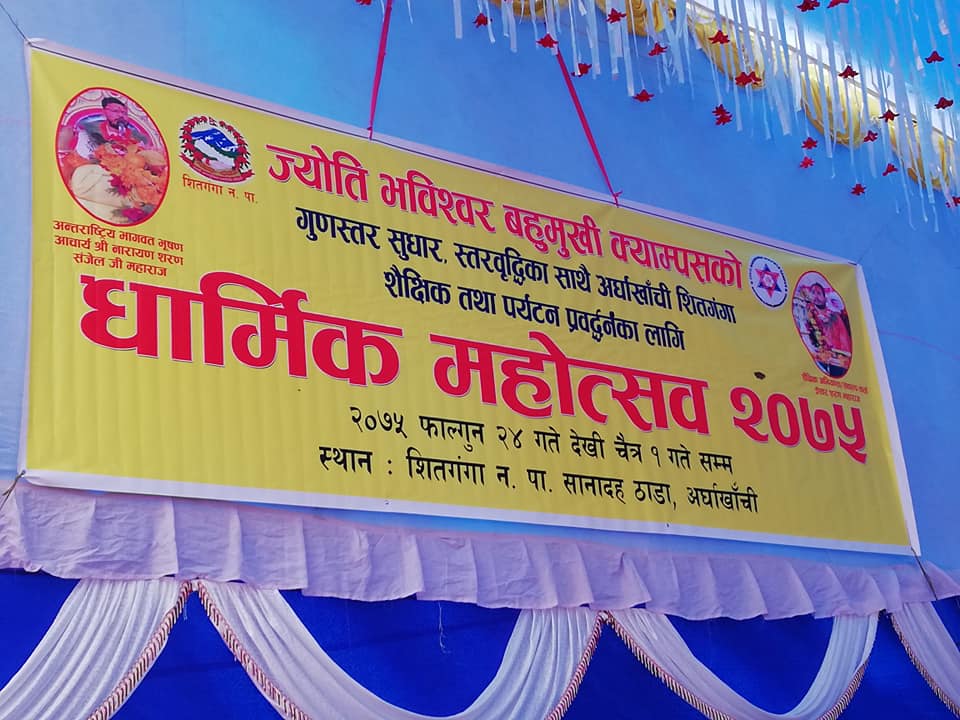 ज्योति भविश्वर बहुमुखी क्याम्पसको
गुणस्तर सुधार, स्तरवृद्धिका साथै अर्घाखाँची शितगंगा
शैक्षिक तथा पर्यटन प्रवर्द्धनका लागि
धार्मिक महोत्सव २०७५
२०७५ फाल्गुन २४ गते देखी चैत्र १ गते सम्म
स्थान : शितगंगा न. पा. सानादह ठाडा, अर्घाखाँची
शितगंगा न. पा.
अन्तराष्ट्रिय भागवत भूषण
आचार्य श्री नारायण शरण
संजेल जी महाराज